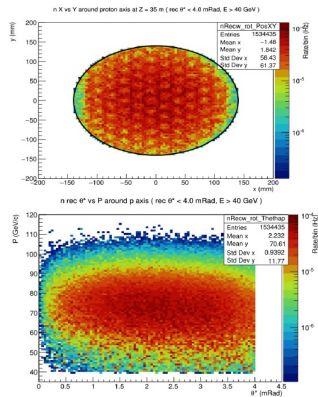 n X vs Y around proton axis at Z = 35 m ( rec θ* < 4.0 mRad, E > 40 GeV )
y (mm)
200
150
100
50
0
−50
−100
−150
−200
−200 −150 −100 −50 0 50 100 150 200
x (mm)
nRecw_rot_PosXY
Entries 1534435
Mean x −1.48
Mean y 1.842
Std Dev x 58.43
Std Dev y 61.37
10⁻⁵
10⁻⁶
Rate/bin (Hz)
n rec θ* vs P around p axis ( rec θ* < 4.0 mRad, E > 40 GeV )
P (GeV/c)
120
110
100
90
80
70
60
50
40
0 0.5 1 1.5 2 2.5 3 3.5 4 4.5
θ* (mRad)
nRecw_rot_Thethap
Entries 1534435
Mean x 2.232
Mean y 70.61
Std Dev x 0.9392
Std Dev y 11.77
10⁻⁵
10⁻⁶
Rate/bin (Hz)